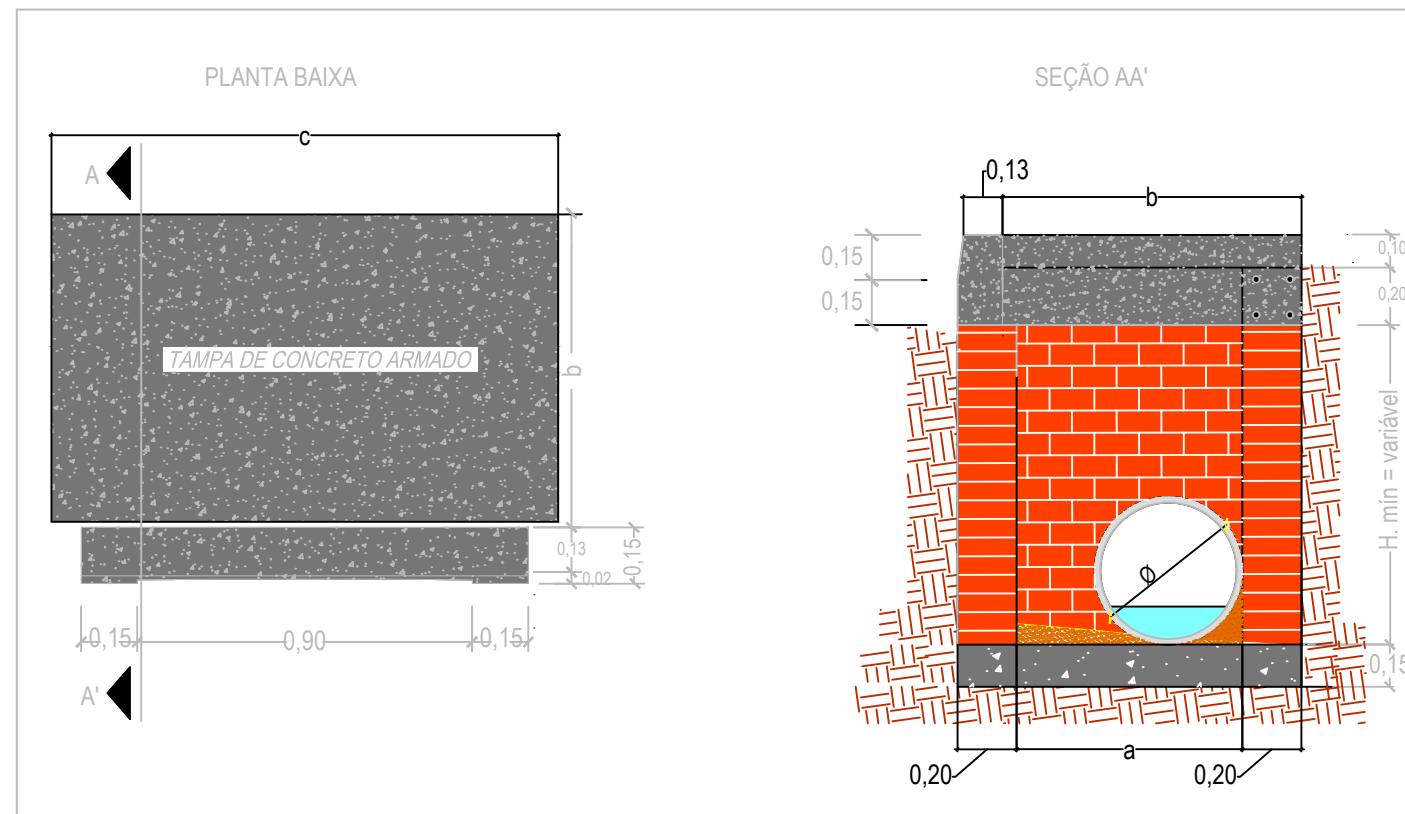 PLANTA BAIXA
c
A
TAMPA DE CONCRETO ARMADO
b
0,13
0,02
0,15
0,15
0,90
0,15
A'
SEÇÃO AA'
0,13
b
0,15
0,15
0,10
0,20
H. mín = variável
Ø
0,15
0,20
a
0,20